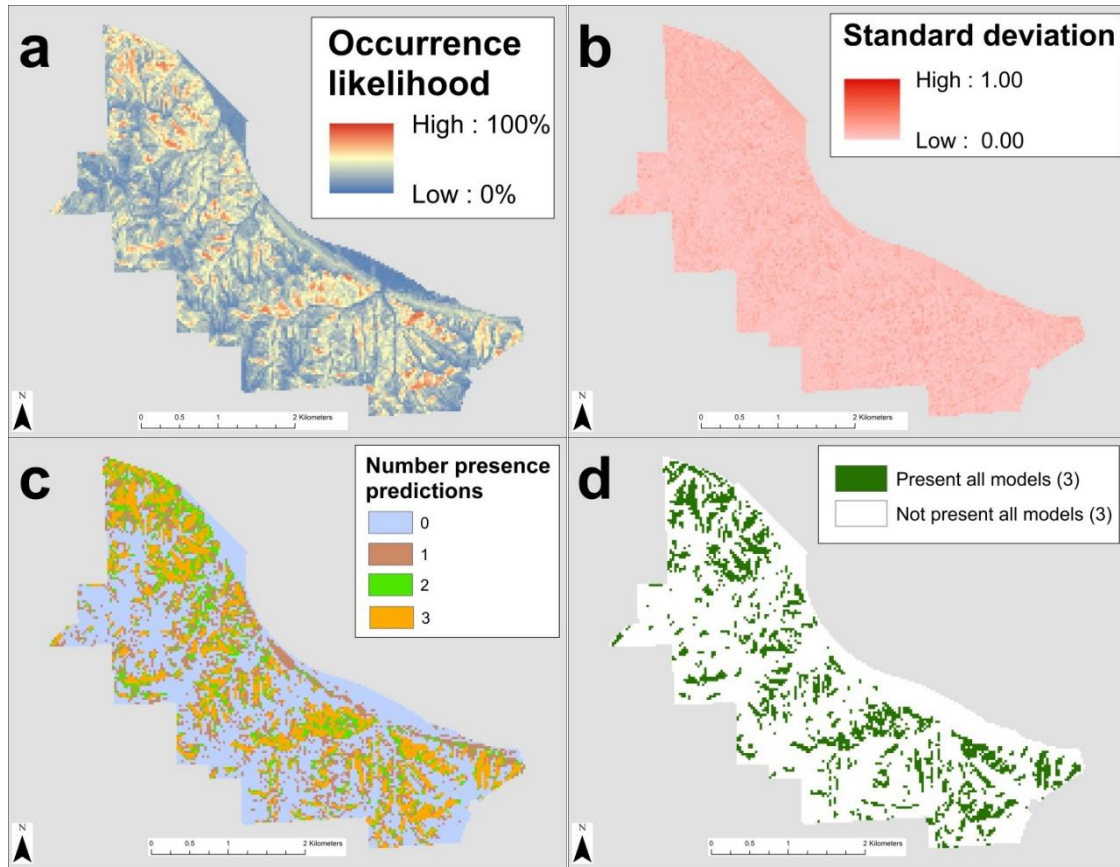 a
Occurrence
likelihood
High : 100%
Low : 0%
N
0 0.5 1 2 Kilometers
b
Standard deviation
High : 1.00
Low : 0.00
N
0 0.5 1 2 Kilometers
c
Number presence
predictions
0
1
2
3
N
0 0.5 1 2 Kilometers
d
Present all models (3)
Not present all models (3)
N
0 0.5 1 2 Kilometers